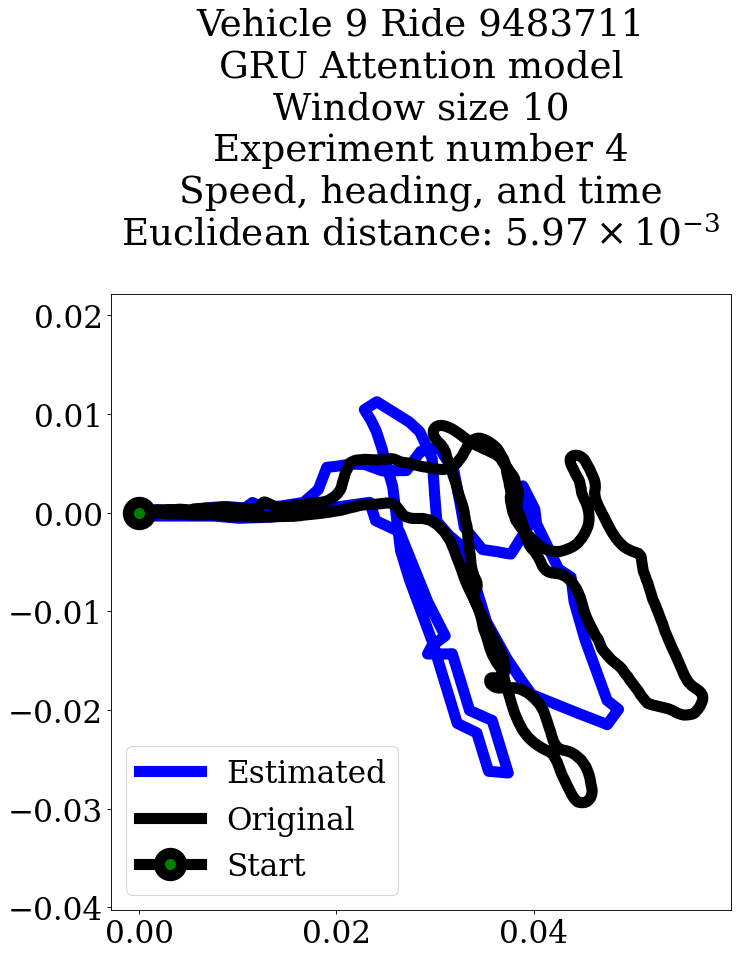 Vehicle 9 Ride 9483711
GRU Attention model
Window size 10
Experiment number 4
Speed, heading, and time
Euclidean distance: 5.97 × 10⁻³
0.02
0.01
0.00
−0.01
−0.02
−0.03
−0.04
Estimated
Original
Start
0.00 0.02 0.04